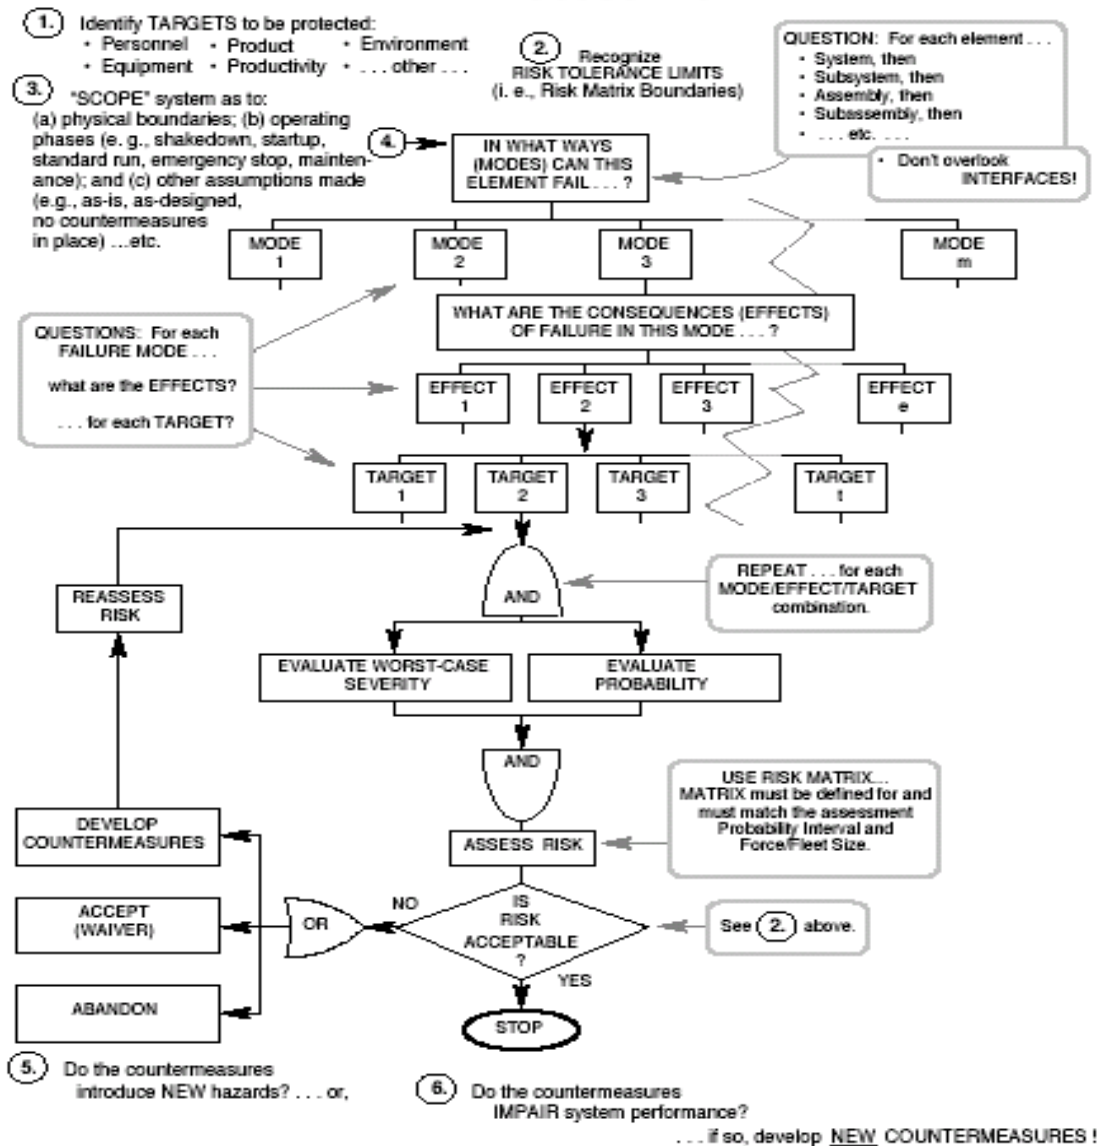 1. Identify TARGETS to be protected:
• Personnel • Product • Environment
• Equipment • Productivity • . . . other . . .
2. Recognize
RISK TOLERANCE LIMITS
(i. e., Risk Matrix Boundaries)
QUESTION: For each element . . .
• System, then
• Subsystem, then
• Assembly, then
• Subassembly, then
• . . . etc. . . .
• Don't overlook
INTERFACES!
3. "SCOPE" system as to:
(a) physical boundaries; (b) operating
phases (e. g., shakedown, startup,
standard run, emergency stop, mainten-
ance); and (c) other assumptions made
(e.g., as-is, as-designed,
no countermeasures
in place) ...etc.
4. IN WHAT WAYS
(MODES) CAN THIS
ELEMENT FAIL . . . ?
MODE
1
MODE
2
MODE
3
MODE
m
WHAT ARE THE CONSEQUENCES (EFFECTS)
OF FAILURE IN THIS MODE . . . ?
QUESTIONS: For each
FAILURE MODE . . .
what are the EFFECTS?
. . . for each TARGET?
EFFECT
1
EFFECT
2
EFFECT
3
EFFECT
e
TARGET
1
TARGET
2
TARGET
3
TARGET
t
REASSESS
RISK
AND
REPEAT . . . for each
MODE/EFFECT/TARGET
combination.
EVALUATE WORST-CASE
SEVERITY
EVALUATE
PROBABILITY
AND
USE RISK MATRIX...
MATRIX must be defined for and
must match the assessment
Probability Interval and
Force/Fleet Size.
ASSESS RISK
DEVELOP
COUNTERMEASURES
ACCEPT
(WAIVER)
ABANDON
OR
NO
IS
RISK
ACCEPTABLE
?
See 2. above.
YES
STOP
5. Do the countermeasures
introduce NEW hazards? . . . or,
6. Do the countermeasures
IMPAIR system performance?
. . . if so, develop NEW COUNTERMEASURES !